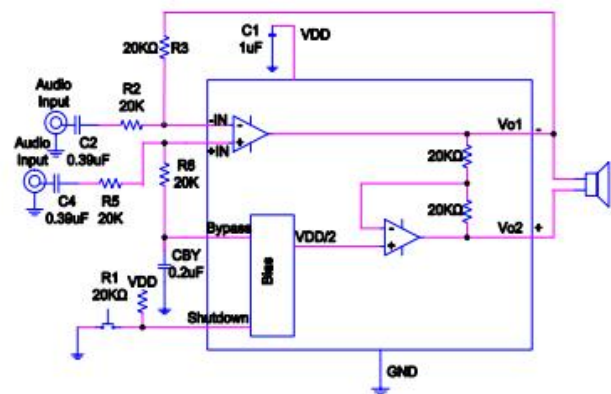 C1
1uF
VDD
20KΩ
R3
Audio
Input
R2
20K
-IN
-
+
Vo1
-
Audio
Input
C2
0.39uF
+IN
R6
20K
20KΩ
C4
0.39uF
R5
20K
20KΩ
Bypass
VDD/2
-
+
Vo2
+
CBY
0.2uF
Bias
R1
20KΩ
VDD
Shutdown
GND